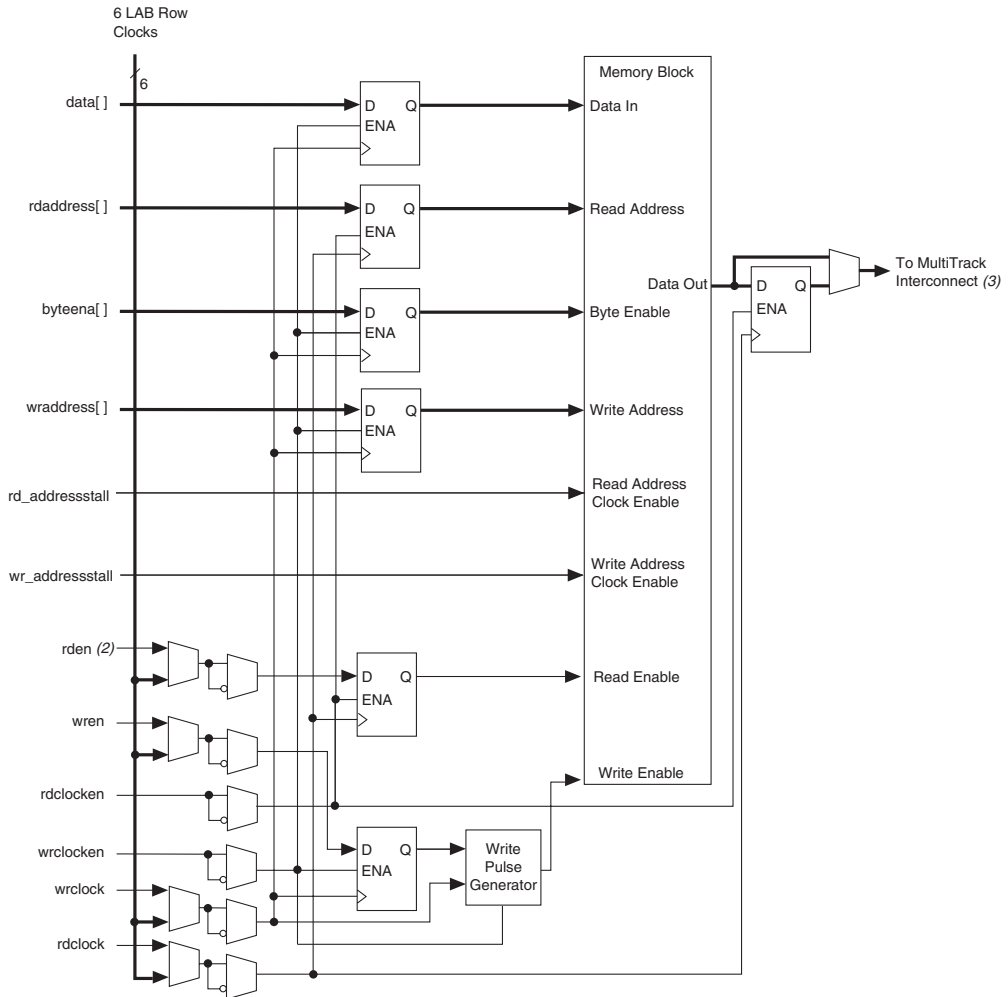 6 LAB Row
Clocks
6
Memory Block
data[ ]
D Q
ENA
Data In
rdaddress[ ]
D Q
ENA
Read Address
To MultiTrack
Interconnect (3)
Data Out
D Q
ENA
byteena[ ]
D Q
ENA
Byte Enable
wraddress[ ]
D Q
ENA
Write Address
rd_addressstall
Read Address
Clock Enable
wr_addressstall
Write Address
Clock Enable
rden (2)
D Q
ENA
Read Enable
wren
Write Enable
rdclocken
wrclocken
D Q
ENA
Write
Pulse
Generator
wrclock
rdclock